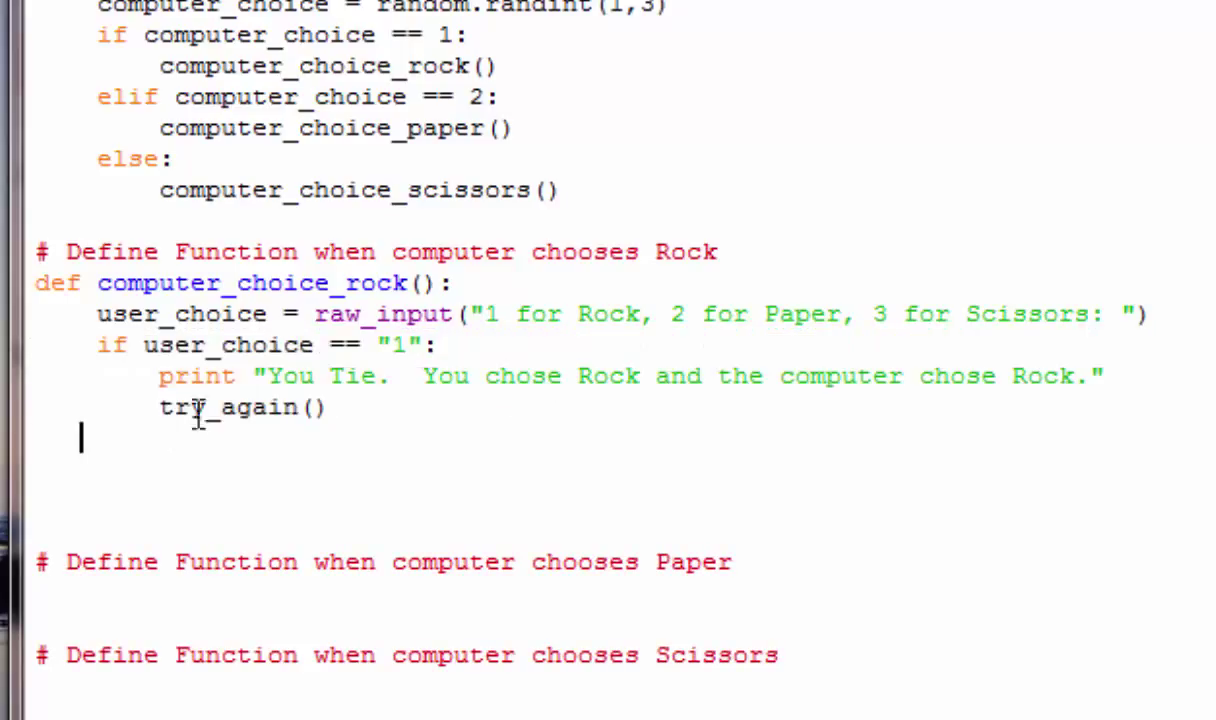 computer_choice = random.randint(1,3)
if computer_choice == 1:
computer_choice_rock()
elif computer_choice == 2:
computer_choice_paper()
else:
computer_choice_scissors()
# Define Function when computer chooses Rock
def computer_choice_rock():
user_choice = raw_input("1 for Rock, 2 for Paper, 3 for Scissors: ")
if user_choice == "1":
print "You Tie.  You chose Rock and the computer chose Rock."
try_again()
# Define Function when computer chooses Paper
# Define Function when computer chooses Scissors